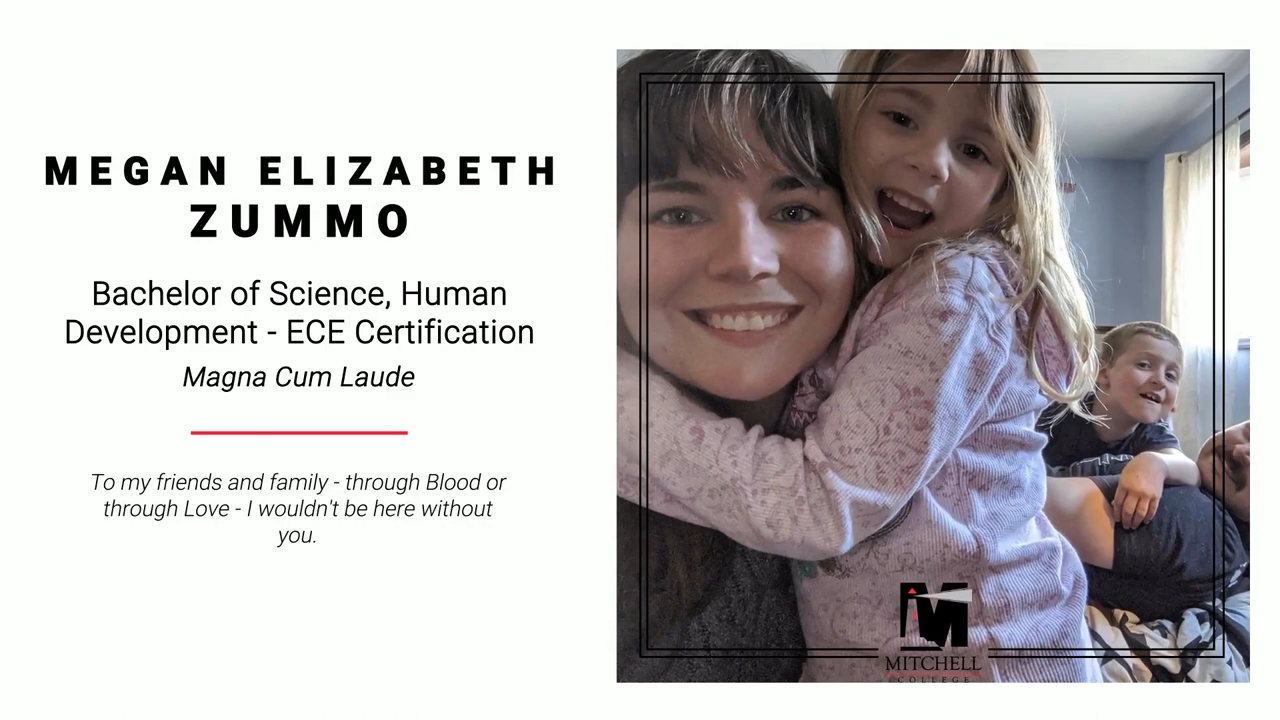 MEGAN ELIZABETH
ZUMMO
Bachelor of Science, Human
Development - ECE Certification
Magna Cum Laude
To my friends and family - through Blood or
through Love - I wouldn't be here without
you.
M
MITCHELL
COLLEGE